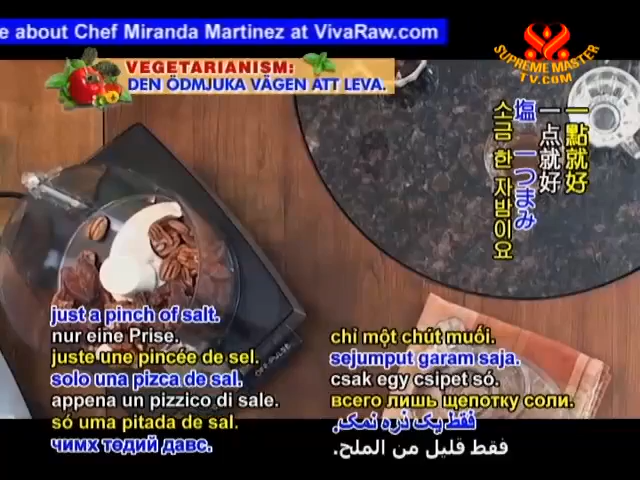 e about Chef Miranda Martinez at VivaRaw.com
SUPREME MASTER
TV.COM
VEGETARIANISM:
DEN ÖDMJUKA VÄGEN ATT LEVA.
一點就好
一点就好
塩 一つまみ
소금 한 자밤이요
just a pinch of salt.
nur eine Prise.
juste une pincée de sel.
solo una pizca de sal.
appena un pizzico di sale.
só uma pitada de sal.
чимх төдий давс.
chỉ một chút muối.
sejumput garam saja.
csak egy csipet só.
всего лишь щепотку соли.
فقط یک ذره نمک.
فقط قليل من الملح.
OFF PULSE